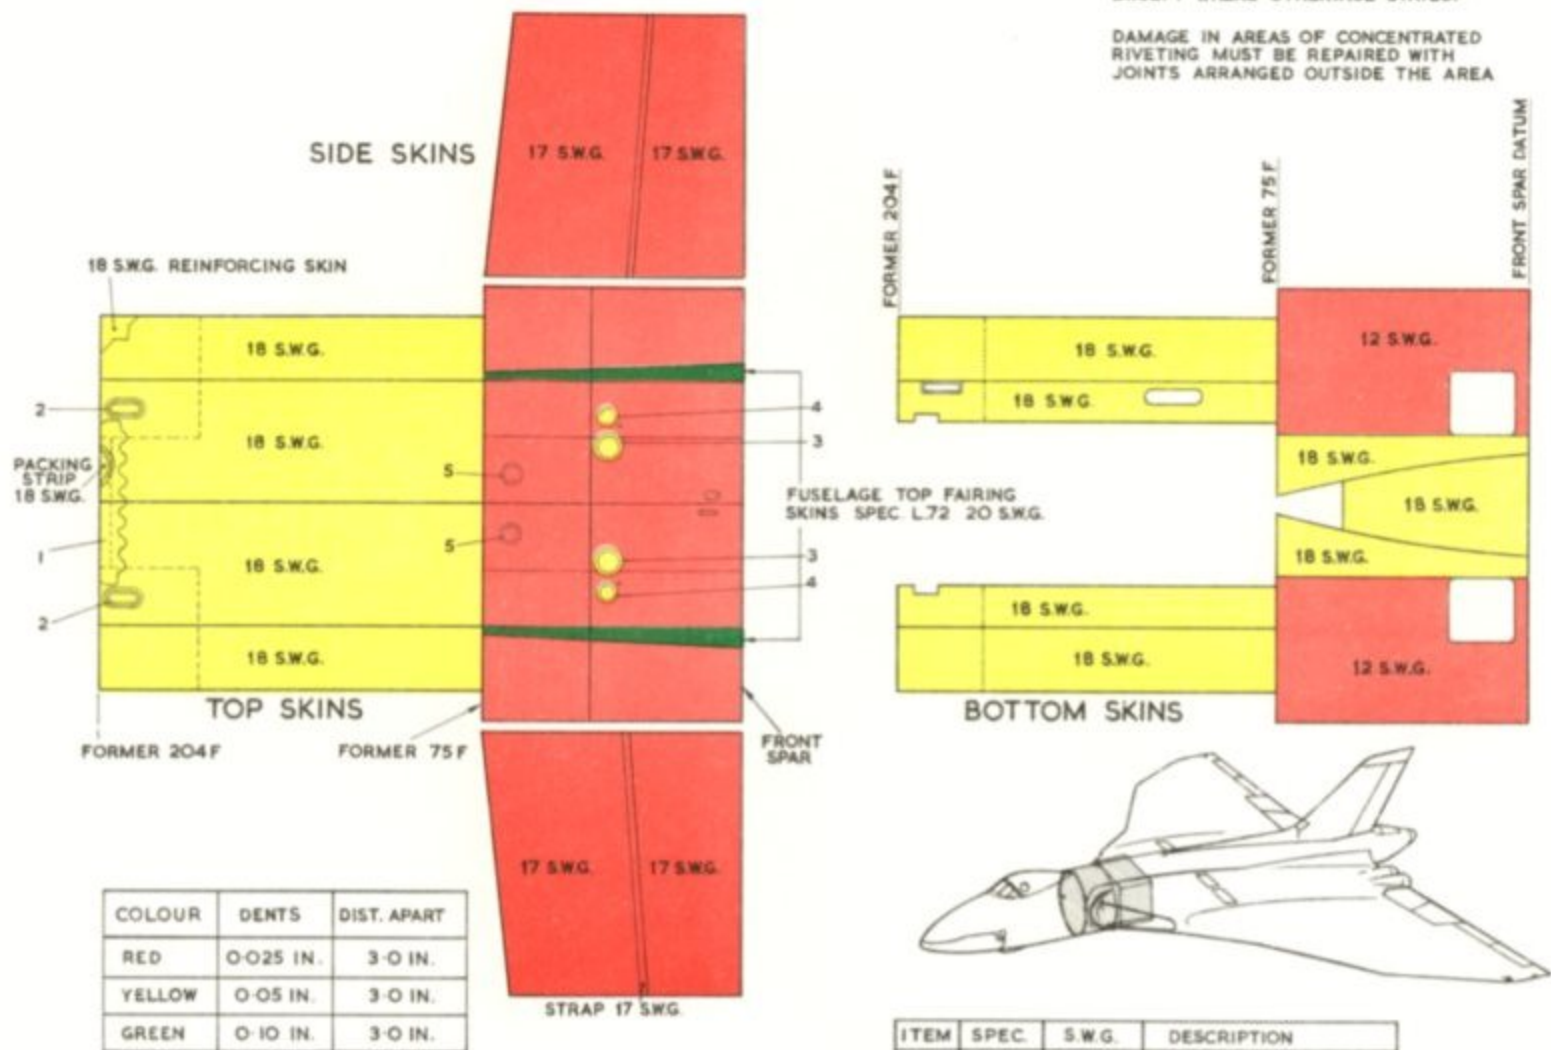 DAMAGE IN AREAS OF CONCENTRATED
RIVETING MUST BE REPAIRED WITH
JOINTS ARRANGED OUTSIDE THE AREA
SIDE SKINS
17 S.W.G.
17 S.W.G.
18 S.W.G. REINFORCING SKIN
18 S.W.G.
2
18 S.W.G.
PACKING
STRIP
18 S.W.G.
1
18 S.W.G.
2
18 S.W.G.
TOP SKINS
FORMER 204F
FORMER 75F
FRONT
SPAR
4
3
5
5
3
4
FUSELAGE TOP FAIRING
SKINS SPEC. L.72 20 S.W.G.
17 S.W.G.
17 S.W.G.
STRAP 17 S.W.G.
FORMER 204F
FORMER 75F
FRONT SPAR DATUM
18 S.W.G.
18 S.W.G.
12 S.W.G.
18 S.W.G.
18 S.W.G.
18 S.W.G.
18 S.W.G.
18 S.W.G.
12 S.W.G.
BOTTOM SKINS
COLOUR DENTS DIST. APART
RED 0·025 IN. 3·0 IN.
YELLOW 0·05 IN. 3·0 IN.
GREEN 0·10 IN. 3·0 IN.
ITEM SPEC. S.W.G. DESCRIPTION